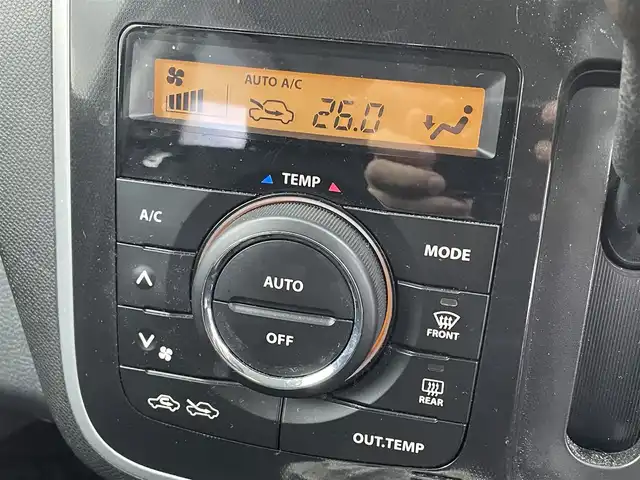 AUTO A/C
26.0
TEMP
A/C
MODE
AUTO
OFF
FRONT
REAR
OUT.TEMP